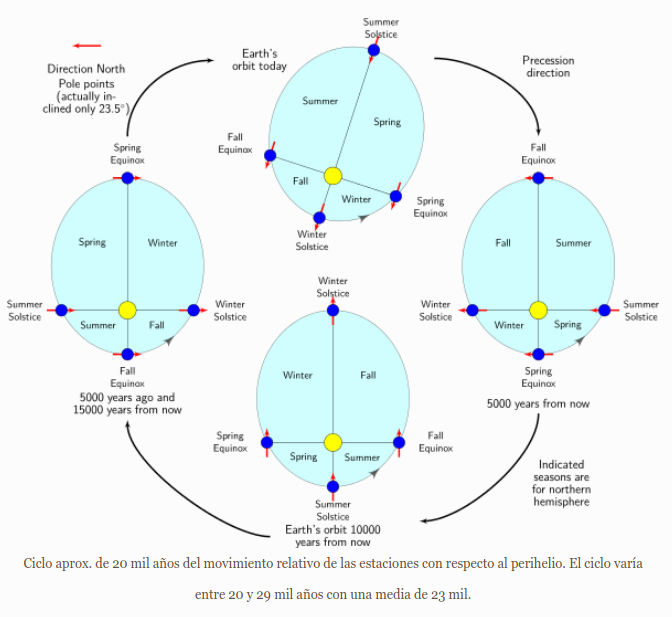 Direction North
Pole points
(actually in-
clined only 23.5°)
Earth's
orbit today
Summer
Solstice
Summer
Spring
Fall
Equinox
Fall
Winter
Spring
Equinox
Winter
Solstice
Precession
direction
Spring
Equinox
Spring
Winter
Summer
Solstice
Summer
Fall
Winter
Solstice
Fall
Equinox
5000 years ago and
15000 years from now
Fall
Equinox
Fall
Summer
Winter
Solstice
Winter
Spring
Summer
Solstice
Spring
Equinox
5000 years from now
Winter
Solstice
Winter
Fall
Spring
Equinox
Spring
Summer
Fall
Equinox
Summer
Solstice
Earth's orbit 10000
years from now
Indicated
seasons are
for northern
hemisphere
Ciclo aprox. de 20 mil años del movimiento relativo de las estaciones con respecto al perihelio. El ciclo varía
entre 20 y 29 mil años con una media de 23 mil.